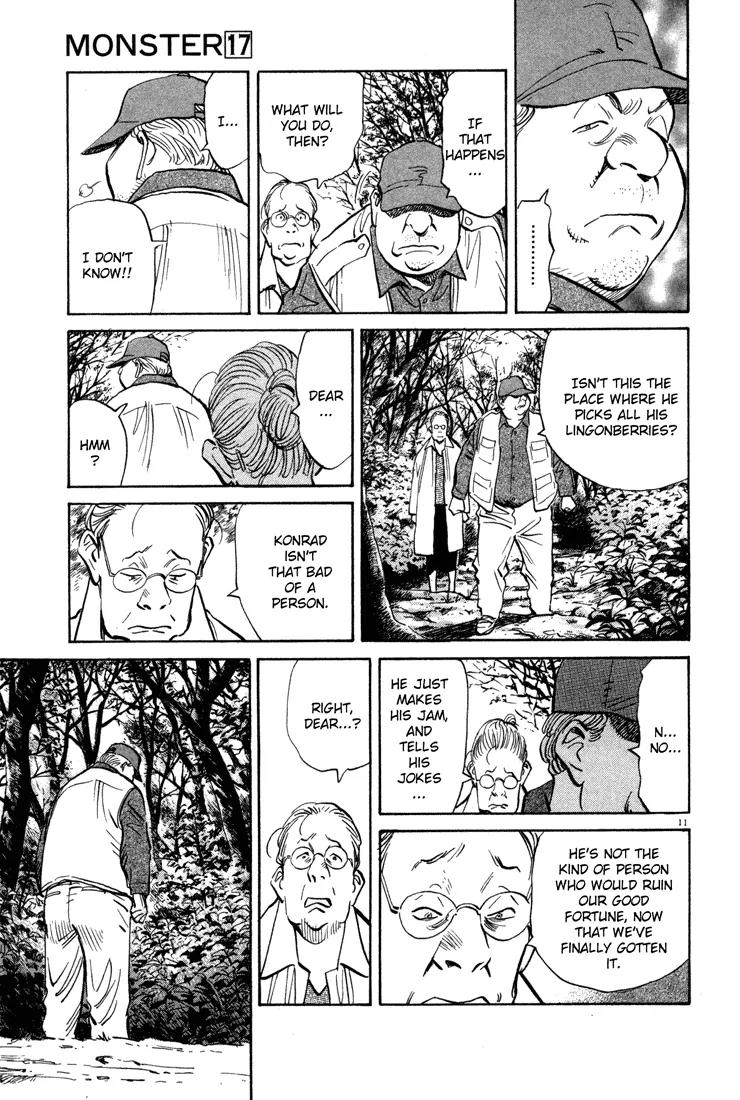 MONSTER 17
............
IF
THAT
HAPPENS
...
WHAT WILL
YOU DO,
THEN?
I...
I DON'T
KNOW!!
ISN'T THIS THE
PLACE WHERE HE
PICKS ALL HIS
LINGONBERRIES?
DEAR
...
HMM
?
KONRAD
ISN'T
THAT BAD
OF A
PERSON.
N...
NO...
HE JUST
MAKES
HIS JAM,
AND
TELLS
HIS
JOKES
...
11
HE'S NOT THE
KIND OF PERSON
WHO WOULD RUIN
OUR GOOD
FORTUNE, NOW
THAT WE'VE
FINALLY GOTTEN
IT.
RIGHT,
DEAR...?